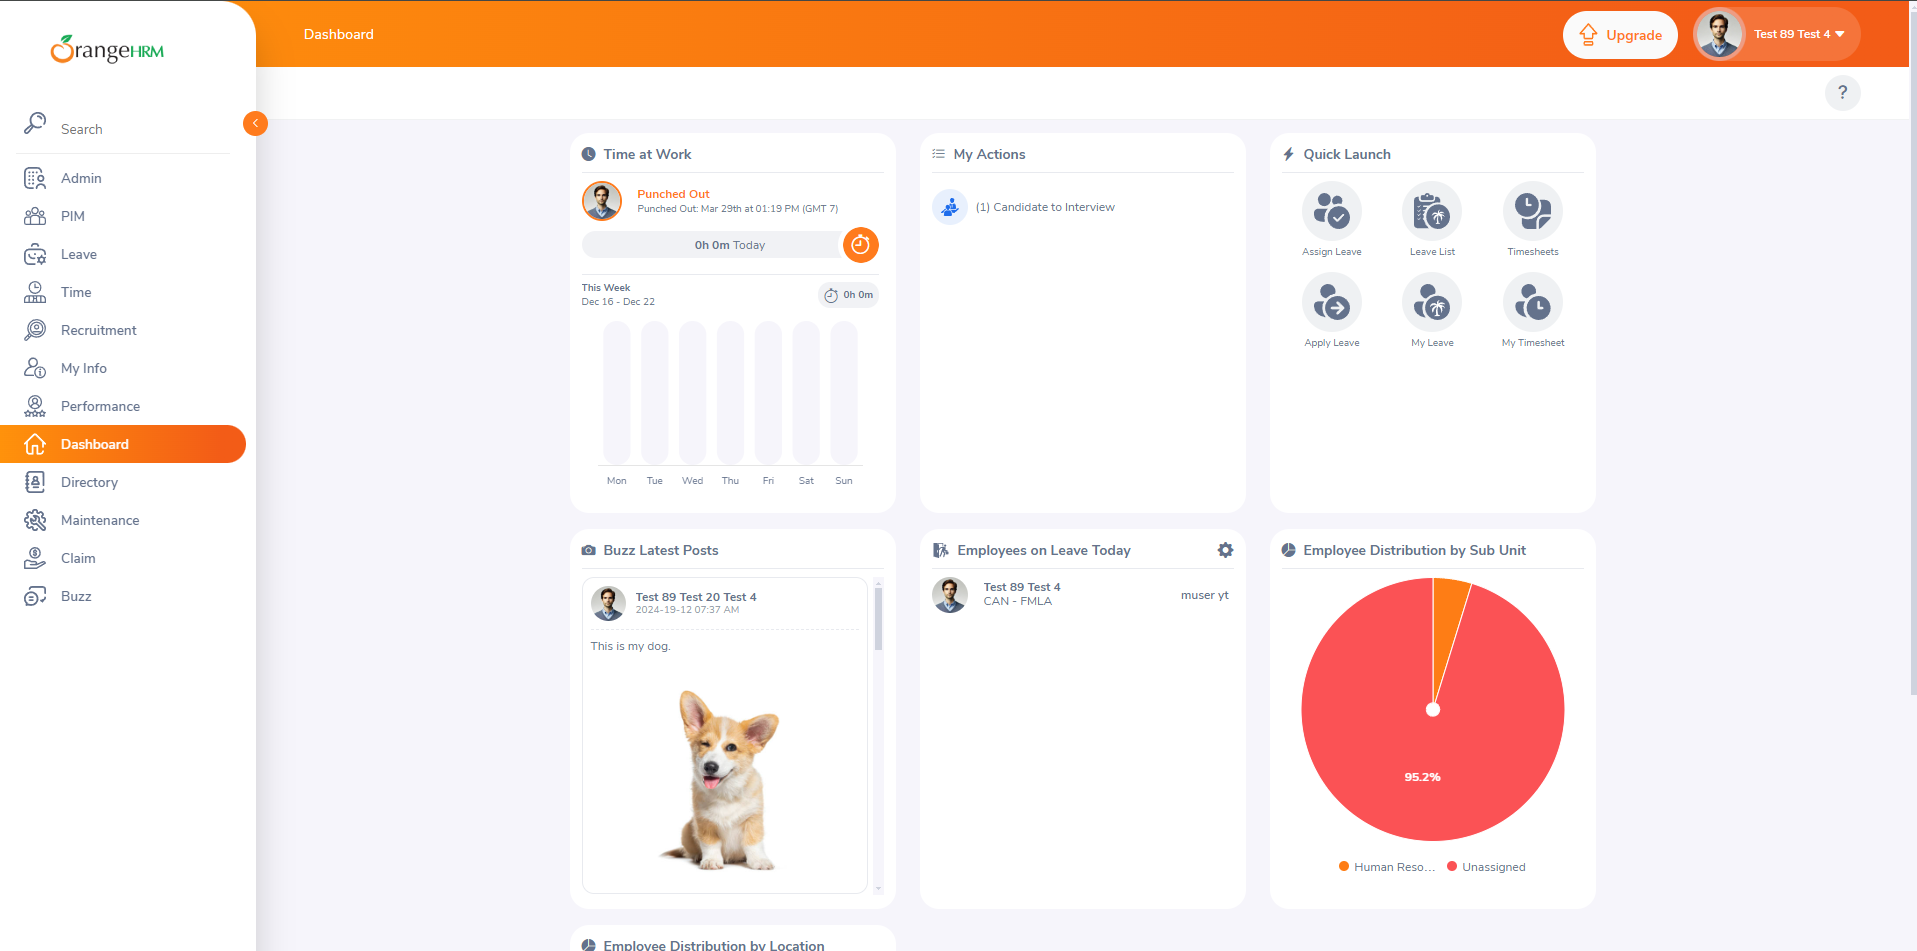 OrangeHRM
Search
Admin
PIM
Leave
Time
Recruitment
My Info
Performance
Dashboard
Directory
Maintenance
Claim
Buzz
Dashboard
Upgrade
Test 89 Test 4
?
Time at Work
Punched Out
Punched Out: Mar 29th at 01:19 PM (GMT 7)
0h 0m Today
This Week
Dec 16 - Dec 22
0h 0m
Mon Tue Wed Thu Fri Sat Sun
My Actions
(1) Candidate to Interview
Quick Launch
Assign Leave
Leave List
Timesheets
Apply Leave
My Leave
My Timesheet
Buzz Latest Posts
Test 89 Test 20 Test 4
2024-19-12 07:37 AM
This is my dog.
Employees on Leave Today
Test 89 Test 4
CAN - FMLA
muser yt
Employee Distribution by Sub Unit
95.2%
Human Reso...
Unassigned
Employee Distribution by Location